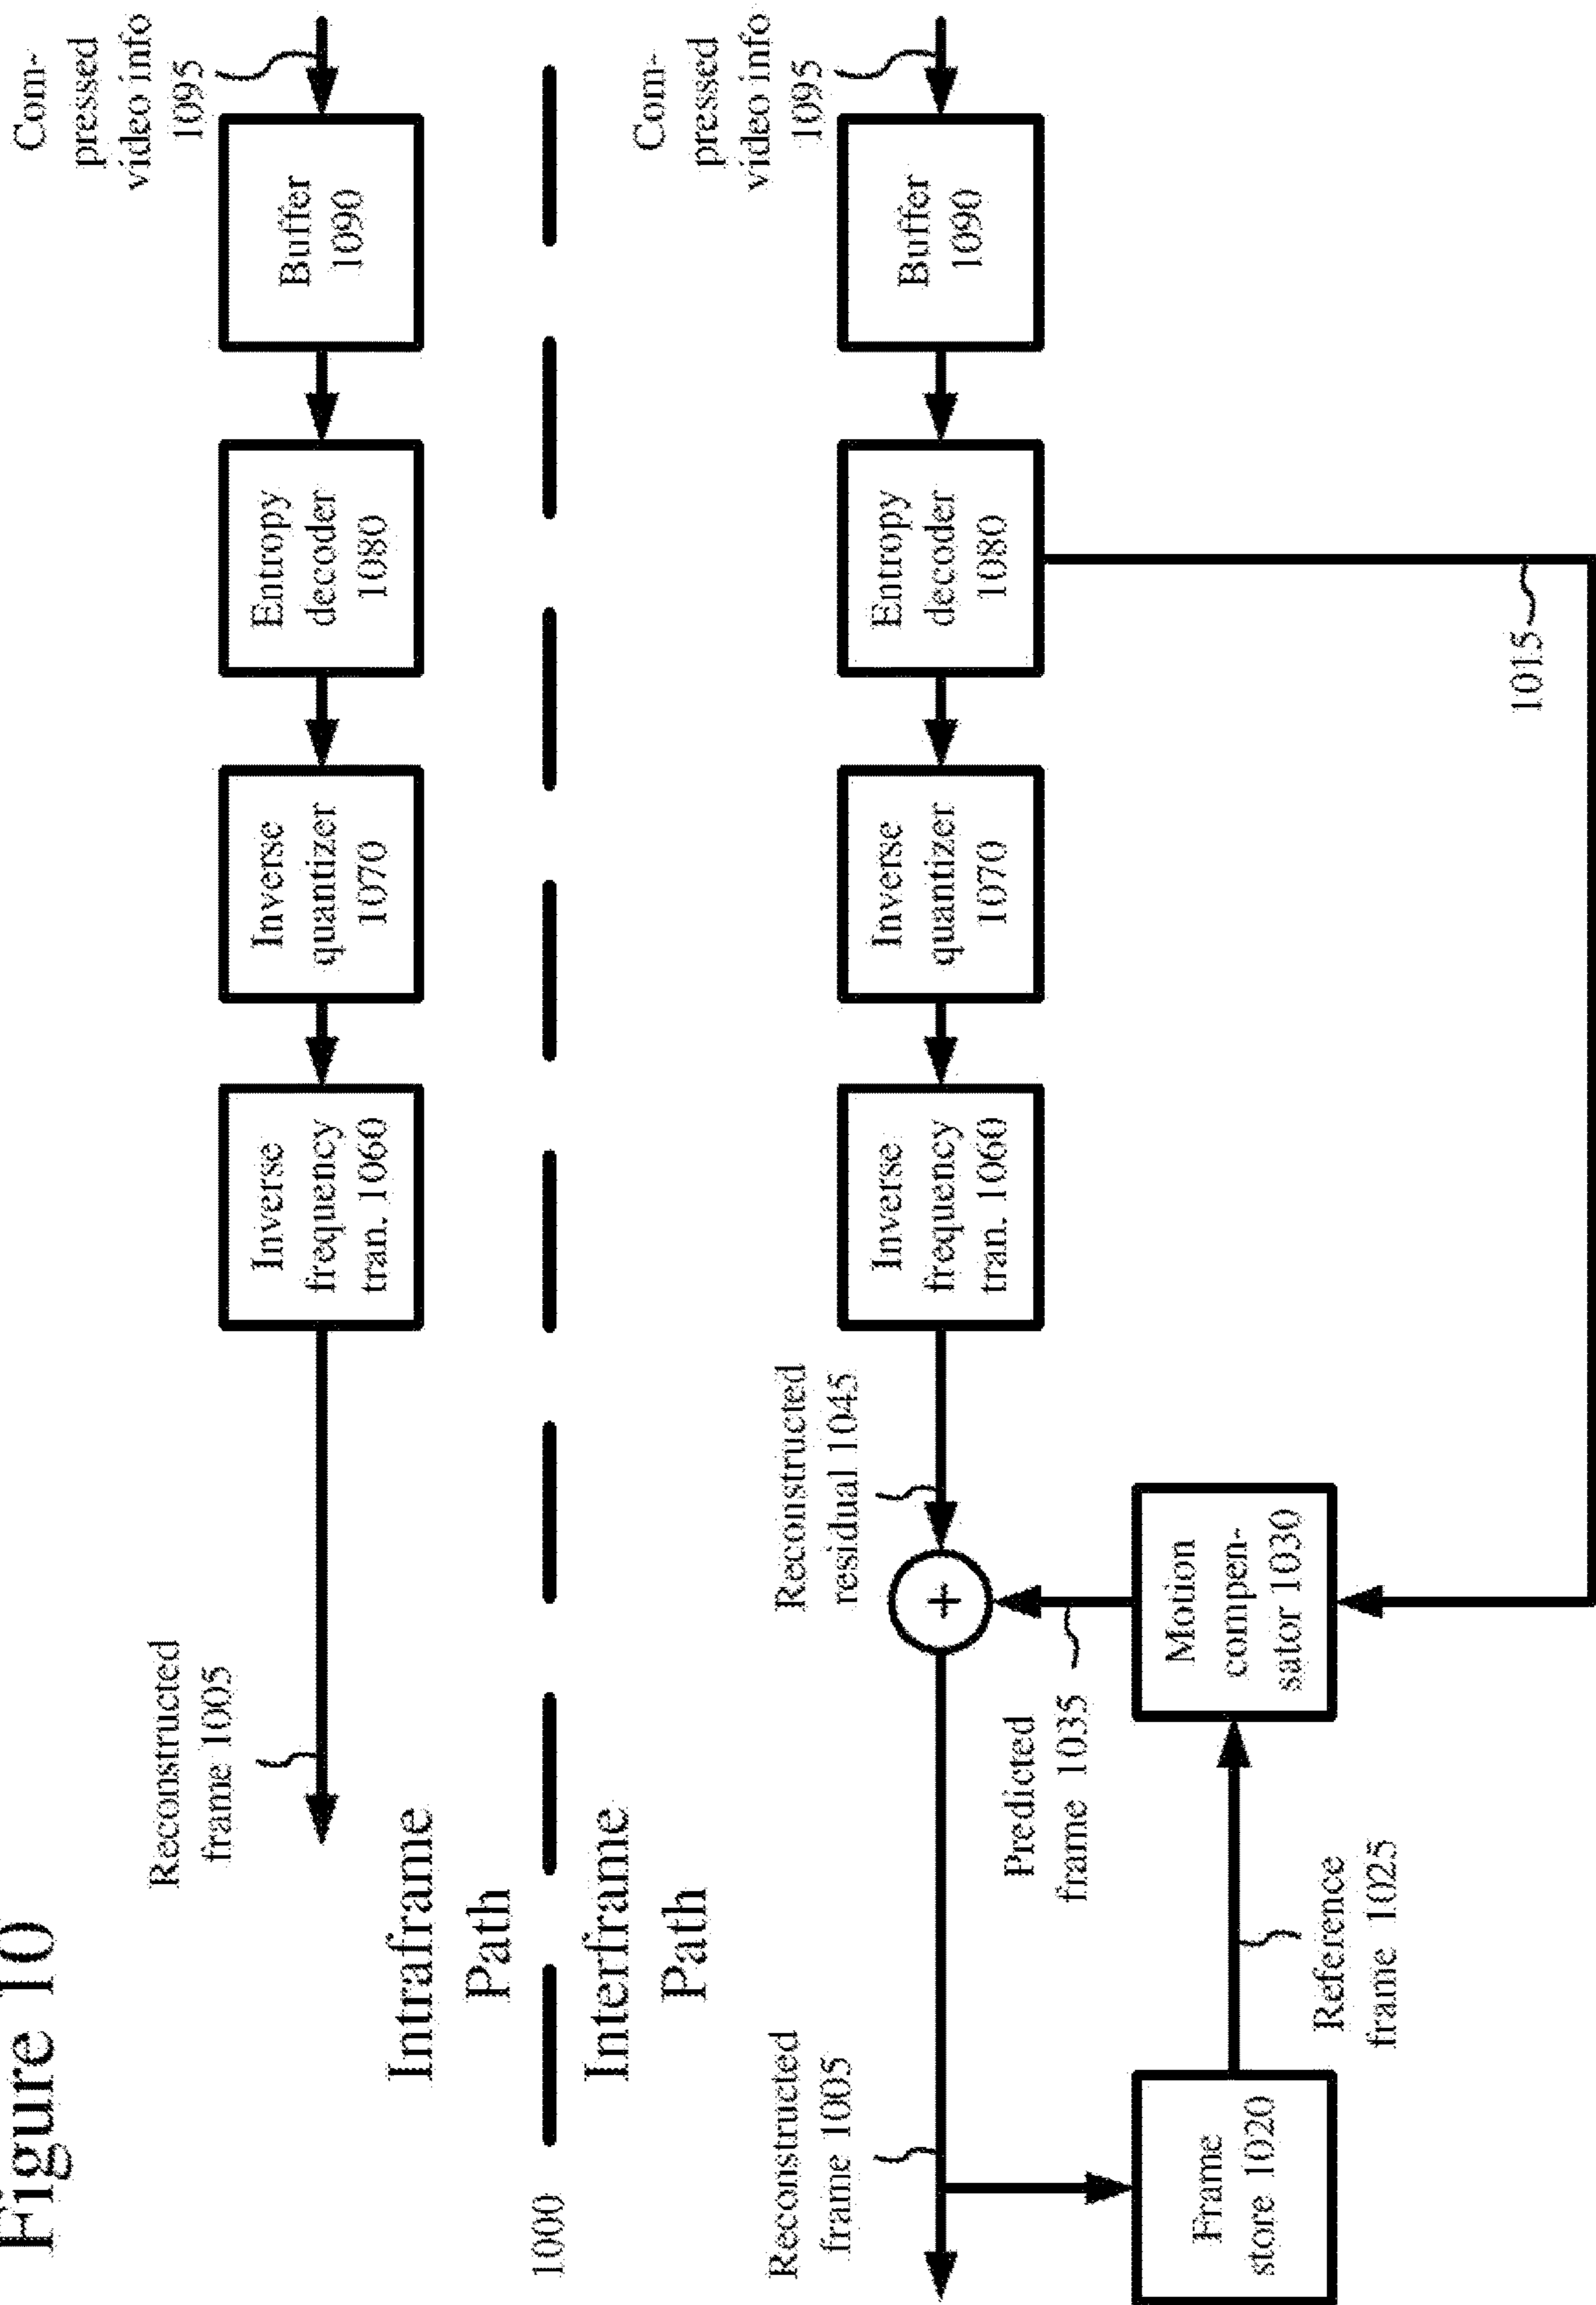 Figure 10
Reconstructed
frame 1005
Inverse
frequency
tran. 1060
Inverse
quantizer
1070
Entropy
decoder
1080
Buffer
1090
Com-
pressed
video info
1095
Intraframe
Path
1000
Interframe
Path
Reconstructed
frame 1005
Reconstructed
residual 1045
+
Inverse
frequency
tran. 1060
Inverse
quantizer
1070
Entropy
decoder
1080
Buffer
1090
Com-
pressed
video info
1095
Predicted
frame 1035
Frame
store 1020
Reference
frame 1025
Motion
compen-
sator 1030
1015